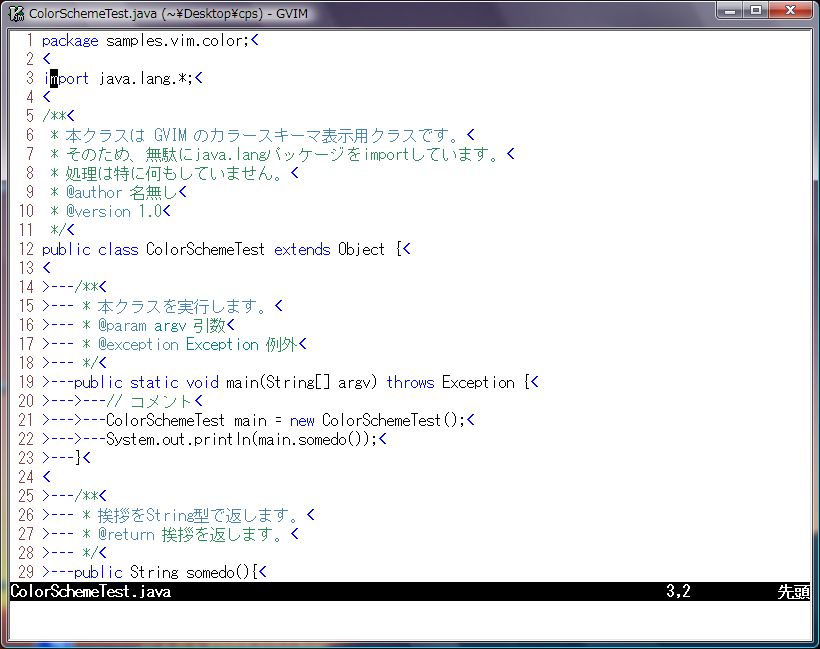 ColorSchemeTest.java (~¥Desktop¥cps) - GVIM
1 package samples.vim.color;<
2 <
3 import java.lang.*;<
4 <
5 /**<
6  * 本クラスは GVIM のカラースキーマ表示用クラスです。<
7  * そのため、無駄にjava.langパッケージをimportしています。<
8  * 処理は特に何もしていません。<
9  * @author 名無し<
10  * @version 1.0<
11  */<
12 public class ColorSchemeTest extends Object {<
13 <
14 >---/**<
15 >--- * 本クラスを実行します。<
16 >--- * @param argv 引数<
17 >--- * @exception Exception 例外<
18 >--- */<
19 >---public static void main(String[] argv) throws Exception {<
20 >--->---// コメント<
21 >--->---ColorSchemeTest main = new ColorSchemeTest();<
22 >--->---System.out.println(main.somedo());<
23 >---}<
24 <
25 >---/**<
26 >--- * 挨拶をString型で返します。<
27 >--- * @return 挨拶を返します。<
28 >--- */<
29 >---public String somedo(){<
ColorSchemeTest.java 3,2 先頭